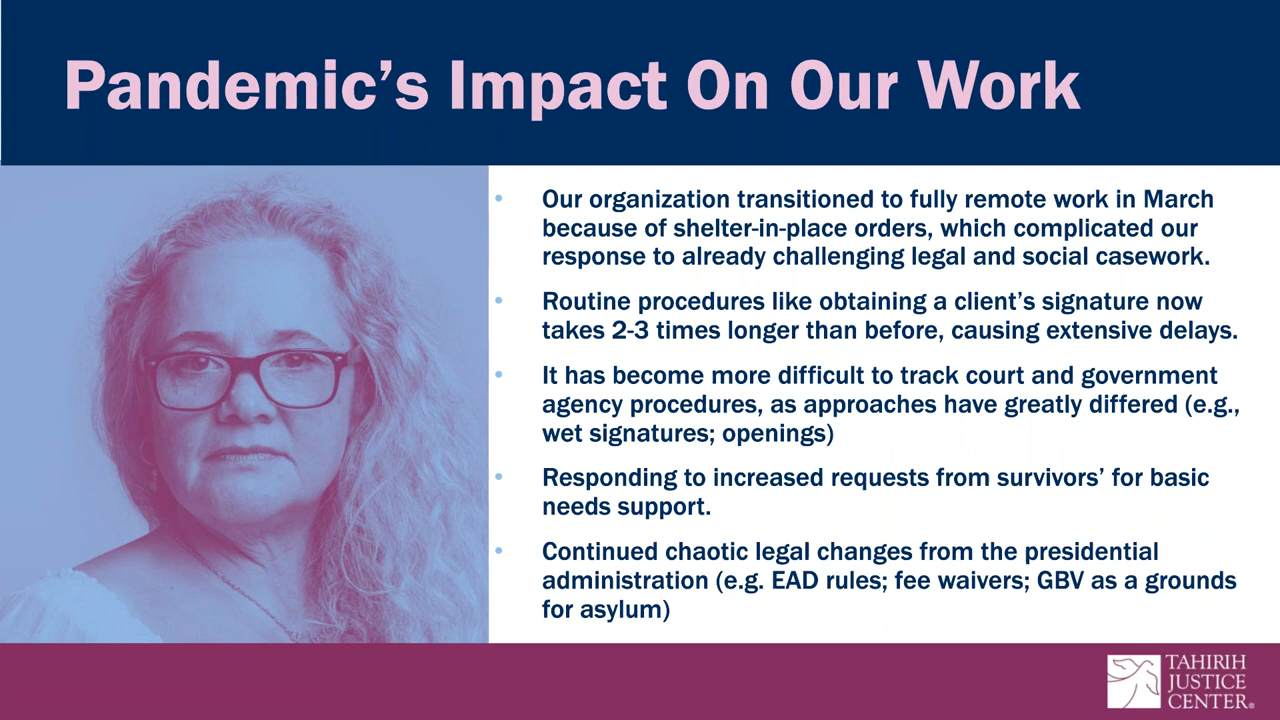 Pandemic’s Impact On Our Work
• Our organization transitioned to fully remote work in March
because of shelter-in-place orders, which complicated our
response to already challenging legal and social casework.
• Routine procedures like obtaining a client’s signature now
takes 2-3 times longer than before, causing extensive delays.
• It has become more difficult to track court and government
agency procedures, as approaches have greatly differed (e.g.,
wet signatures; openings)
• Responding to increased requests from survivors’ for basic
needs support.
• Continued chaotic legal changes from the presidential
administration (e.g. EAD rules; fee waivers; GBV as a grounds
for asylum)
TAHIRIH
JUSTICE
CENTER®